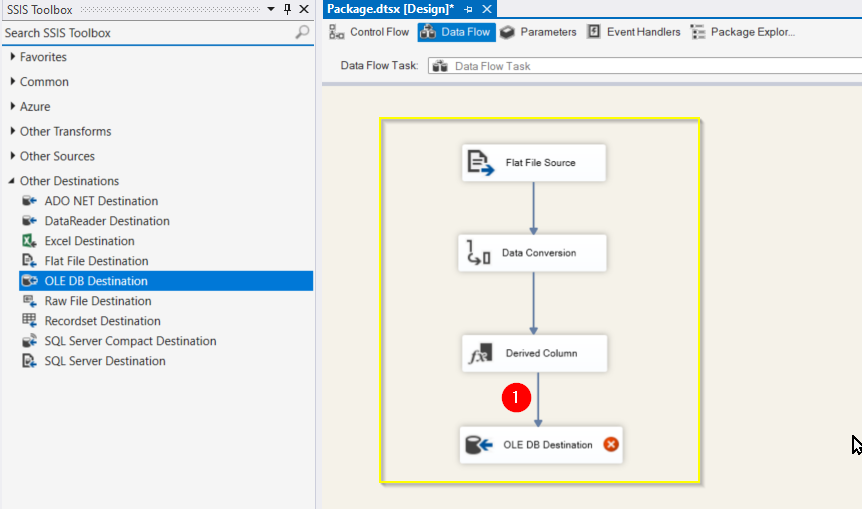 SSIS Toolbox
Search SSIS Toolbox
Favorites
Common
Azure
Other Transforms
Other Sources
Other Destinations
ADO NET Destination
DataReader Destination
Excel Destination
Flat File Destination
OLE DB Destination
Raw File Destination
Recordset Destination
SQL Server Compact Destination
SQL Server Destination
Package.dtsx [Design]*
Control Flow Data Flow Parameters Event Handlers Package Explor...
Data Flow Task: Data Flow Task
Flat File Source
Data Conversion
fx Derived Column
1
OLE DB Destination